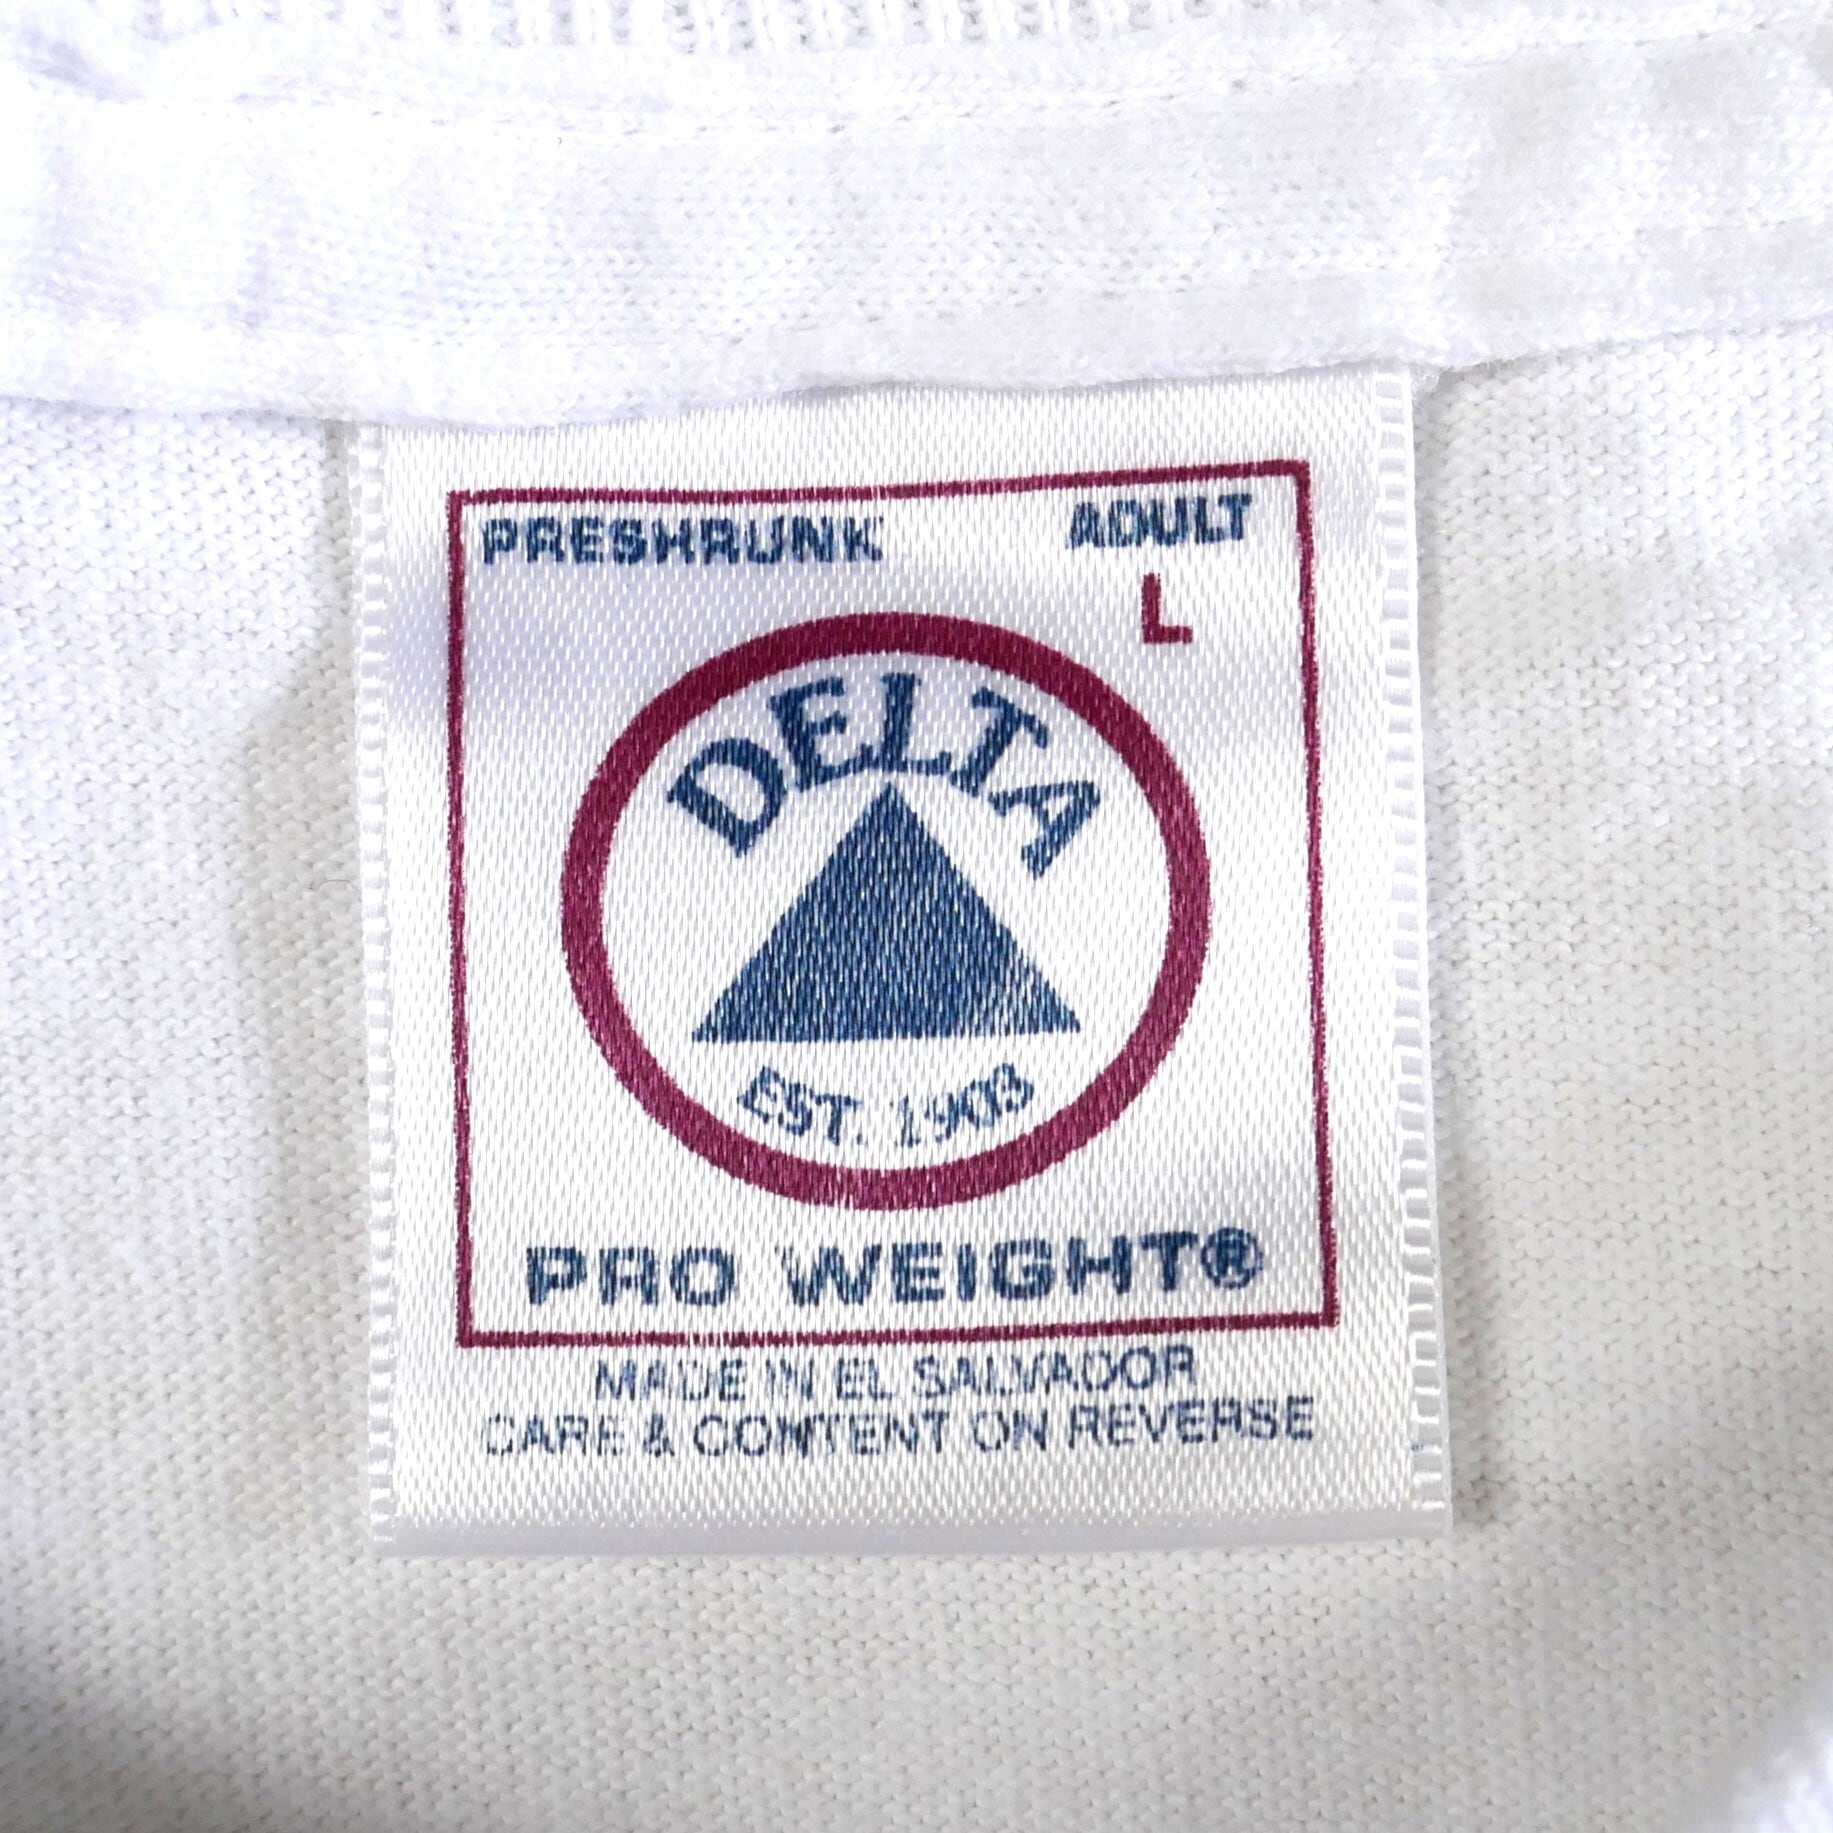 PRESHRUNK ADULT
L
DELTA
EST. 1903
PRO WEIGHT®
MADE IN EL SALVADOR
CARE & CONTENT ON REVERSE